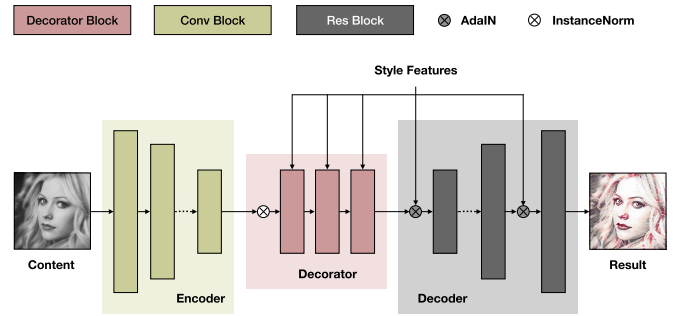 Decorator Block
Conv Block
Res Block
AdaIN
InstanceNorm
Style Features
Content
Encoder
Decorator
Decoder
Result